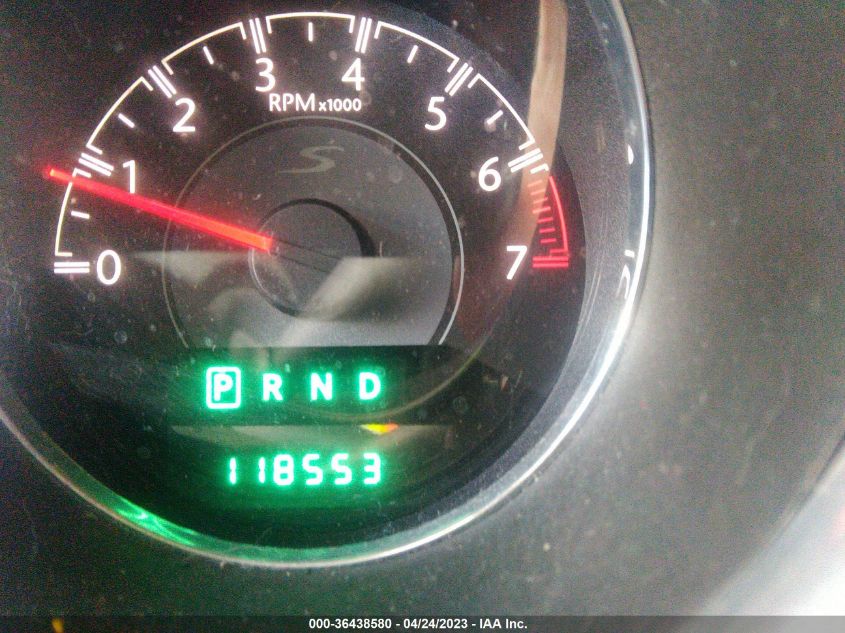 0 1 2 3 4 5 6 7
RPM x1000
S
P R N D
118553
000-36438580 - 04/24/2023 - IAA Inc.